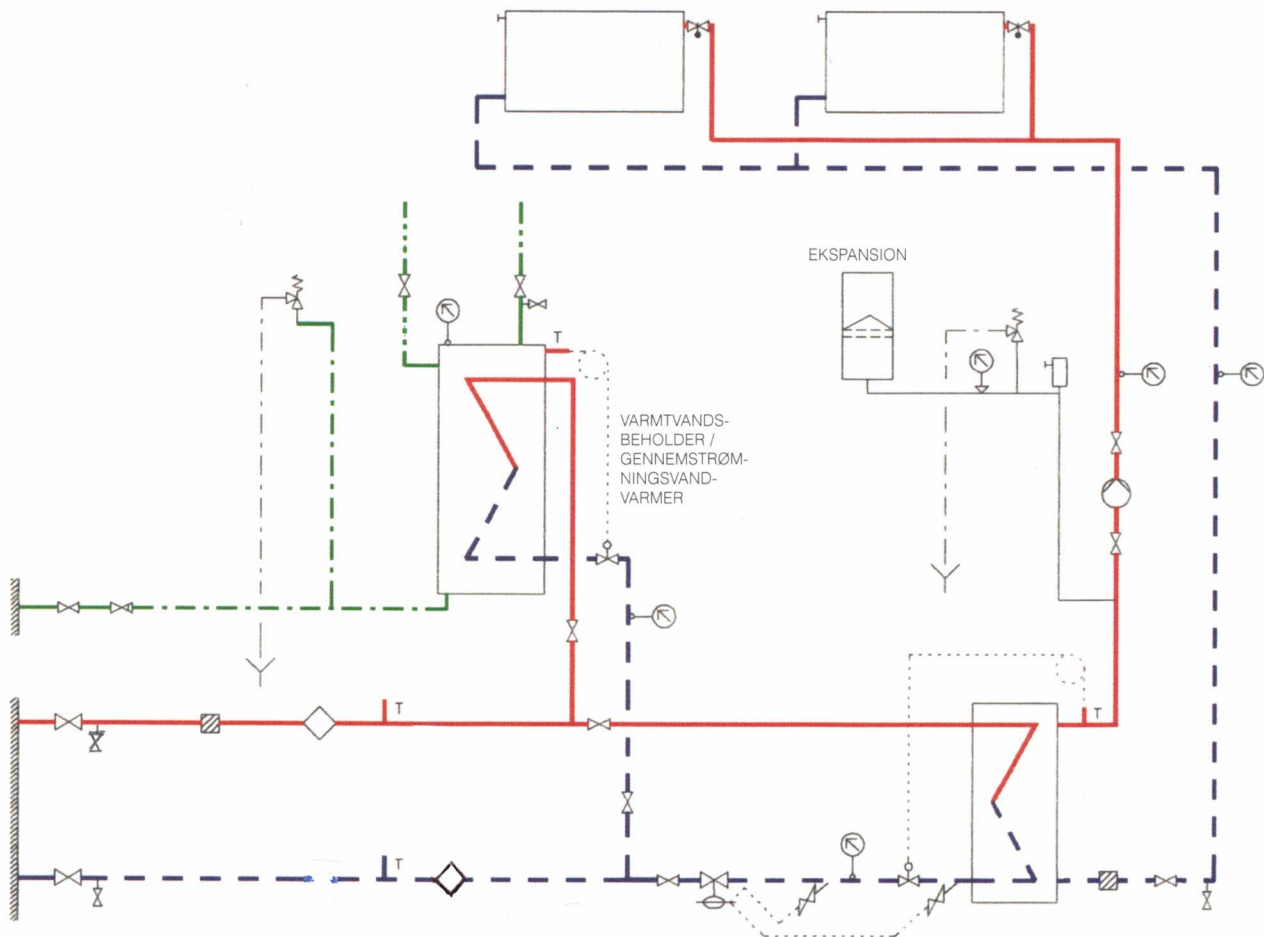 EKSPANSION
T
VARMTVANDS-
BEHOLDER /
GENNEMSTRØM-
NINGSVAND-
VARMER
T
T
T